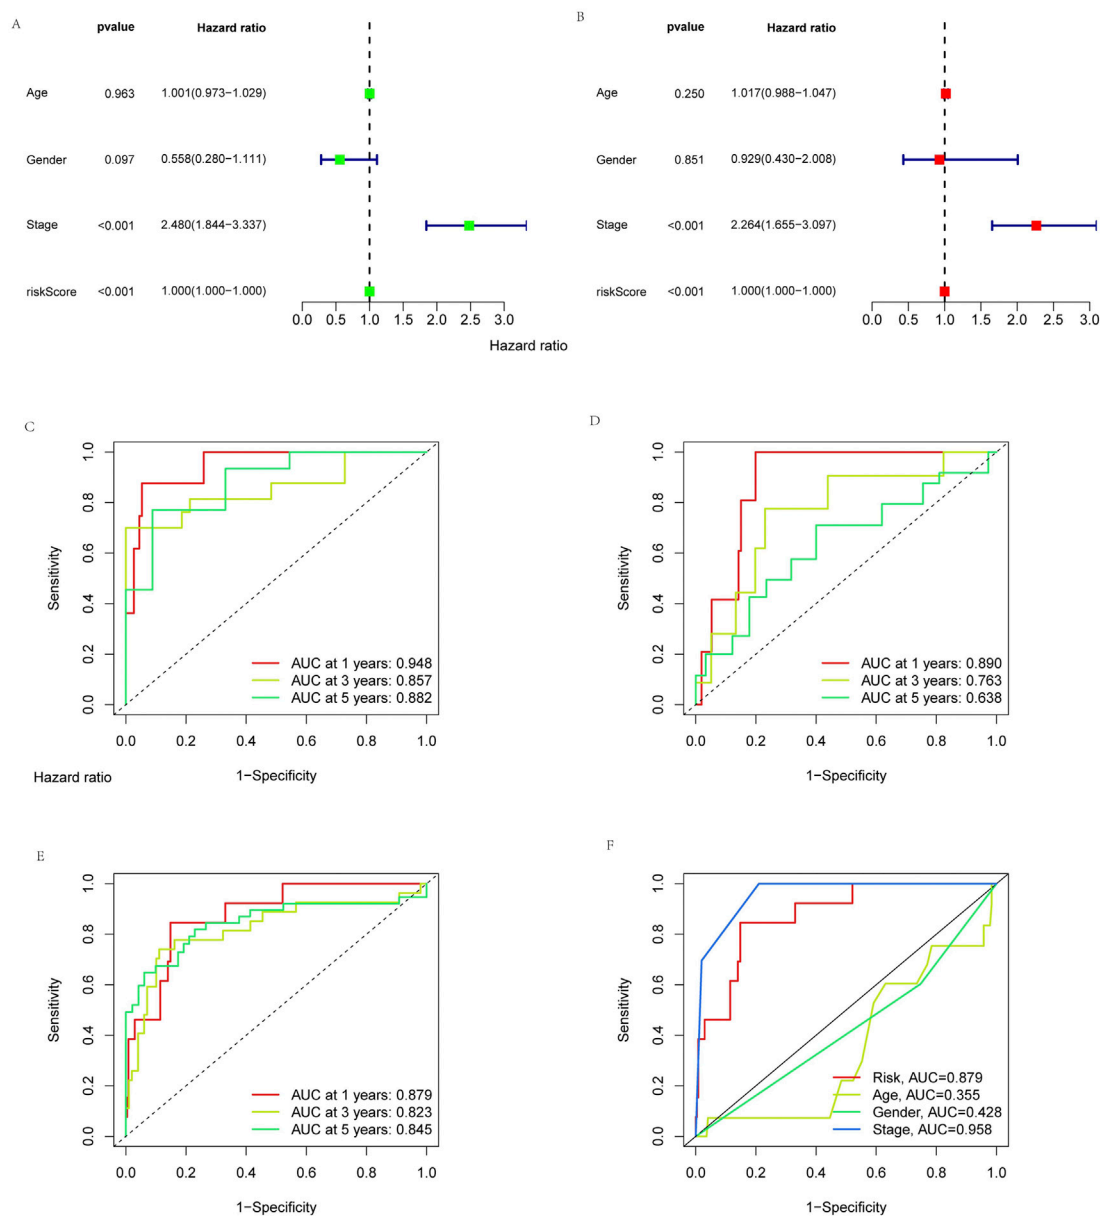 A
pvalue Hazard ratio
Age 0.963 1.001(0.973−1.029)
Gender 0.097 0.558(0.280−1.111)
Stage <0.001 2.480(1.844−3.337)
riskScore <0.001 1.000(1.000−1.000)
0.0 0.5 1.0 1.5 2.0 2.5 3.0
Hazard ratio
B
pvalue Hazard ratio
Age 0.250 1.017(0.988−1.047)
Gender 0.851 0.929(0.430−2.008)
Stage <0.001 2.264(1.655−3.097)
riskScore <0.001 1.000(1.000−1.000)
0.0 0.5 1.0 1.5 2.0 2.5 3.0
C
Sensitivity
1.0
0.8
0.6
0.4
0.2
0.0
AUC at 1 years: 0.948
AUC at 3 years: 0.857
AUC at 5 years: 0.882
0.0 0.2 0.4 0.6 0.8 1.0
Hazard ratio
1−Specificity
D
Sensitivity
1.0
0.8
0.6
0.4
0.2
0.0
AUC at 1 years: 0.890
AUC at 3 years: 0.763
AUC at 5 years: 0.638
0.0 0.2 0.4 0.6 0.8 1.0
1−Specificity
E
Sensitivity
1.0
0.8
0.6
0.4
0.2
0.0
AUC at 1 years: 0.879
AUC at 3 years: 0.823
AUC at 5 years: 0.845
0.0 0.2 0.4 0.6 0.8 1.0
1−Specificity
F
Sensitivity
1.0
0.8
0.6
0.4
0.2
0.0
Risk, AUC=0.879
Age, AUC=0.355
Gender, AUC=0.428
Stage, AUC=0.958
0.0 0.2 0.4 0.6 0.8 1.0
1−Specificity